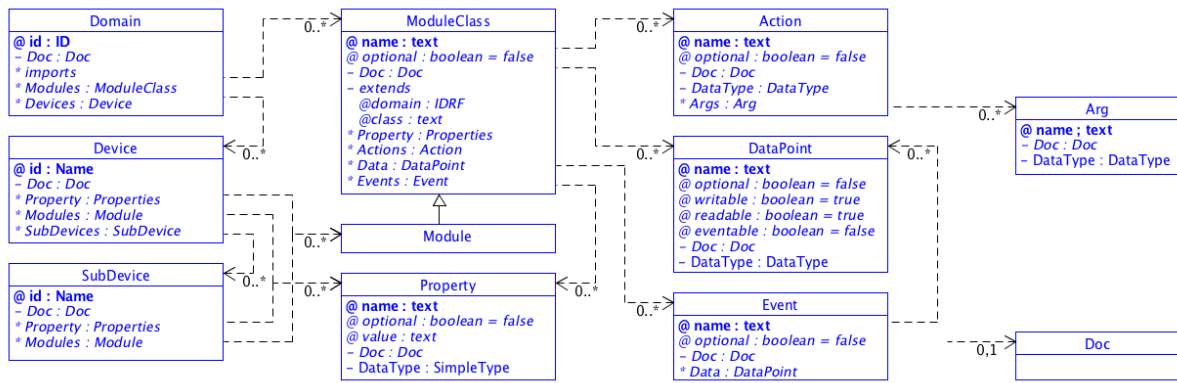 Domain
@ id : ID
– Doc : Doc
* imports
* Modules : ModuleClass
* Devices : Device
0..*
0..*
Device
@ id : Name
– Doc : Doc
* Property : Properties
* Modules : Module
* SubDevices : SubDevice
0..*
SubDevice
@ id : Name
– Doc : Doc
* Property : Properties
* Modules : Module
ModuleClass
@ name : text
@ optional : boolean = false
– Doc : Doc
– extends
@domain : IDRF
@class : text
* Property : Properties
* Actions : Action
* Data : DataPoint
* Events : Event
0..*
Module
0..*
Property
@ name : text
@ optional : boolean = false
@ value : text
– Doc : Doc
– DataType : SimpleType
0..*
0..*
Action
@ name : text
@ optional : boolean = false
– Doc : Doc
– DataType : DataType
* Args : Arg
0..*
DataPoint
@ name : text
@ optional : boolean = false
@ writable : boolean = true
@ readable : boolean = true
@ eventable : boolean = false
– Doc : Doc
– DataType : DataType
0..*
0..*
Event
@ name : text
@ optional : boolean = false
– Doc : Doc
* Data : DataPoint
0..*
Arg
@ name ; text
– Doc : Doc
– DataType : DataType
0,1
Doc